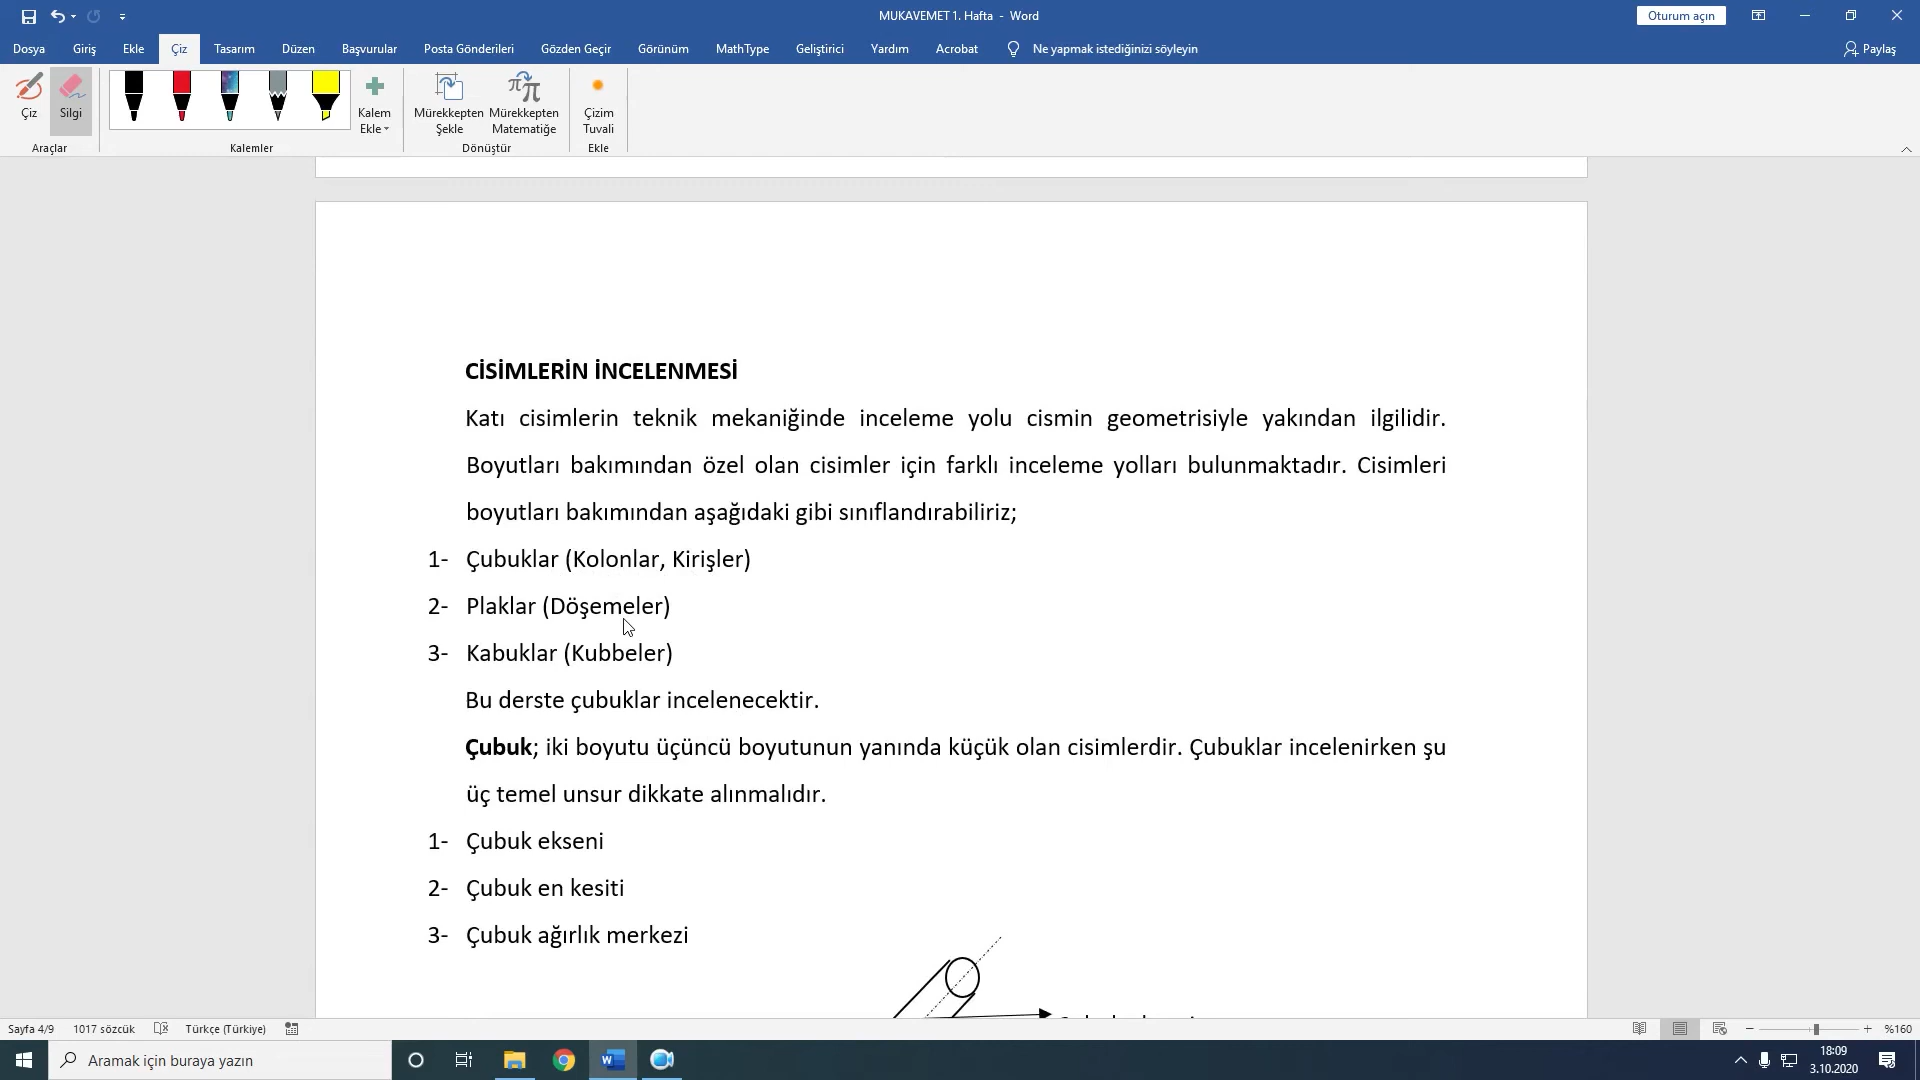 MUKAVEMET 1. Hafta - Word
Oturum açın
Dosya Giriş Ekle Çiz Tasarım Düzen Başvurular Posta Gönderileri Gözden Geçir Görünüm MathType Geliştirici Yardım Acrobat Ne yapmak istediğinizi söyleyin Paylaş
Çiz Silgi
Kalem Ekle
Mürekkepten Şekle
Mürekkepten Matematiğe
Çizim Tuvali
Araçlar Kalemler Dönüştür Ekle
CİSİMLERİN İNCELENMESİ
Katı cisimlerin teknik mekaniğinde inceleme yolu cismin geometrisiyle yakından ilgilidir.
Boyutları bakımından özel olan cisimler için farklı inceleme yolları bulunmaktadır. Cisimleri
boyutları bakımından aşağıdaki gibi sınıflandırabiliriz;
1- Çubuklar (Kolonlar, Kirişler)
2- Plaklar (Döşemeler)
3- Kabuklar (Kubbeler)
Bu derste çubuklar incelenecektir.
Çubuk; iki boyutu üçüncü boyutunun yanında küçük olan cisimlerdir. Çubuklar incelenirken şu
üç temel unsur dikkate alınmalıdır.
1- Çubuk ekseni
2- Çubuk en kesiti
3- Çubuk ağırlık merkezi
Sayfa 4/9 1017 sözcük Türkçe (Türkiye) %160
Aramak için buraya yazın
18:09
3.10.2020